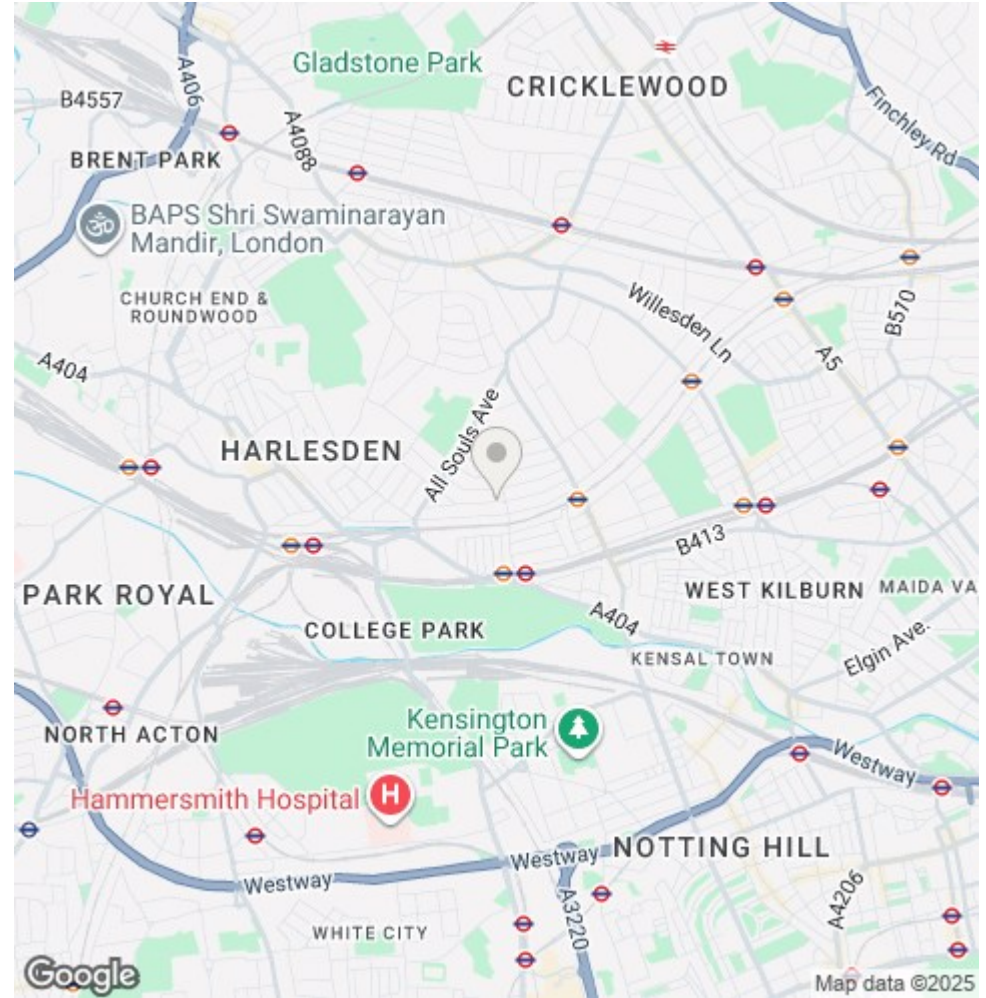 Gladstone Park
CRICKLEWOOD
A406
B4557
A4088
Finchley Rd
BRENT PARK
BAPS Shri Swaminarayan
Mandir, London
CHURCH END &
ROUNDWOOD
Willesden Ln
B510
A5
A404
All Souls Ave
HARLESDEN
B413
PARK ROYAL
WEST KILBURN
MAIDA VA
A404
COLLEGE PARK
Elgin Ave.
KENSAL TOWN
NORTH ACTON
Kensington
Memorial Park
Westway
Hammersmith Hospital
H
Westway
NOTTING HILL
Westway
A4206
A3220
WHITE CITY
Google
Map data ©2025